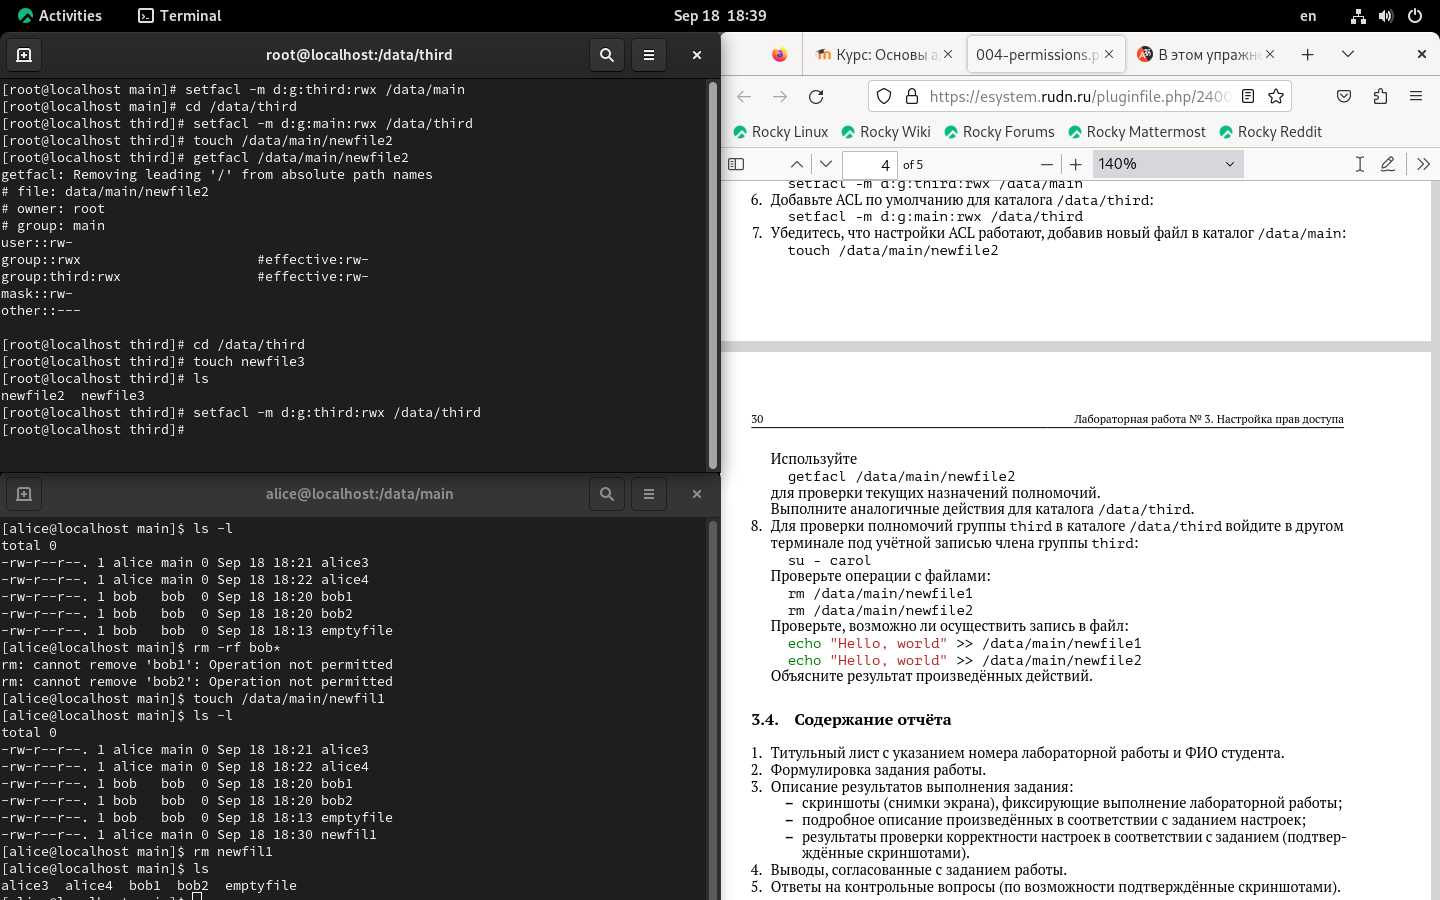 Activities
Terminal
Sep 18 18:39
en
root@localhost:/data/third
[root@localhost main]# setfacl -m d:g:third:rwx /data/main
[root@localhost main]# cd /data/third
[root@localhost third]# setfacl -m d:g:main:rwx /data/third
[root@localhost third]# touch /data/main/newfile2
[root@localhost third]# getfacl /data/main/newfile2
getfacl: Removing leading '/' from absolute path names
# file: data/main/newfile2
# owner: root
# group: main
user::rw-
group::rwx #effective:rw-
group:third:rwx #effective:rw-
mask::rw-
other::---
[root@localhost third]# cd /data/third
[root@localhost third]# touch newfile3
[root@localhost third]# ls
newfile2 newfile3
[root@localhost third]# setfacl -m d:g:third:rwx /data/third
[root@localhost third]#
alice@localhost:/data/main
[alice@localhost main]$ ls -l
total 0
-rw-r--r--. 1 alice main 0 Sep 18 18:21 alice3
-rw-r--r--. 1 alice main 0 Sep 18 18:22 alice4
-rw-r--r--. 1 bob bob 0 Sep 18 18:20 bob1
-rw-r--r--. 1 bob bob 0 Sep 18 18:20 bob2
-rw-r--r--. 1 bob bob 0 Sep 18 18:13 emptyfile
[alice@localhost main]$ rm -rf bob*
rm: cannot remove 'bob1': Operation not permitted
rm: cannot remove 'bob2': Operation not permitted
[alice@localhost main]$ touch /data/main/newfil1
[alice@localhost main]$ ls -l
total 0
-rw-r--r--. 1 alice main 0 Sep 18 18:21 alice3
-rw-r--r--. 1 alice main 0 Sep 18 18:22 alice4
-rw-r--r--. 1 bob bob 0 Sep 18 18:20 bob1
-rw-r--r--. 1 bob bob 0 Sep 18 18:20 bob2
-rw-r--r--. 1 bob bob 0 Sep 18 18:13 emptyfile
-rw-r--r--. 1 alice main 0 Sep 18 18:30 newfil1
[alice@localhost main]$ rm newfil1
[alice@localhost main]$ ls
alice3 alice4 bob1 bob2 emptyfile
Курс: Основы а
004-permissions.p
В этом упражне
https://esystem.rudn.ru/pluginfile.php/2400
Rocky Linux
Rocky Wiki
Rocky Forums
Rocky Mattermost
Rocky Reddit
4 of 5
140%
setfacl -m d:g:third:rwx /data/main
6. Добавьте ACL по умолчанию для каталога /data/third:
setfacl -m d:g:main:rwx /data/third
7. Убедитесь, что настройки ACL работают, добавив новый файл в каталог /data/main:
touch /data/main/newfile2
30 Лабораторная работа № 3. Настройка прав доступа
Используйте
getfacl /data/main/newfile2
для проверки текущих назначений полномочий.
Выполните аналогичные действия для каталога /data/third.
8. Для проверки полномочий группы third в каталоге /data/third войдите в другом
терминале под учётной записью члена группы third:
su - carol
Проверьте операции с файлами:
rm /data/main/newfile1
rm /data/main/newfile2
Проверьте, возможно ли осуществить запись в файл:
echo "Hello, world" >> /data/main/newfile1
echo "Hello, world" >> /data/main/newfile2
Объясните результат произведённых действий.
3.4. Содержание отчёта
1. Титульный лист с указанием номера лабораторной работы и ФИО студента.
2. Формулировка задания работы.
3. Описание результатов выполнения задания:
– скриншоты (снимки экрана), фиксирующие выполнение лабораторной работы;
– подробное описание произведённых в соответствии с заданием настроек;
– результаты проверки корректности настроек в соответствии с заданием (подтвер-
ждённые скриншотами).
4. Выводы, согласованные с заданием работы.
5. Ответы на контрольные вопросы (по возможности подтверждённые скриншотами).